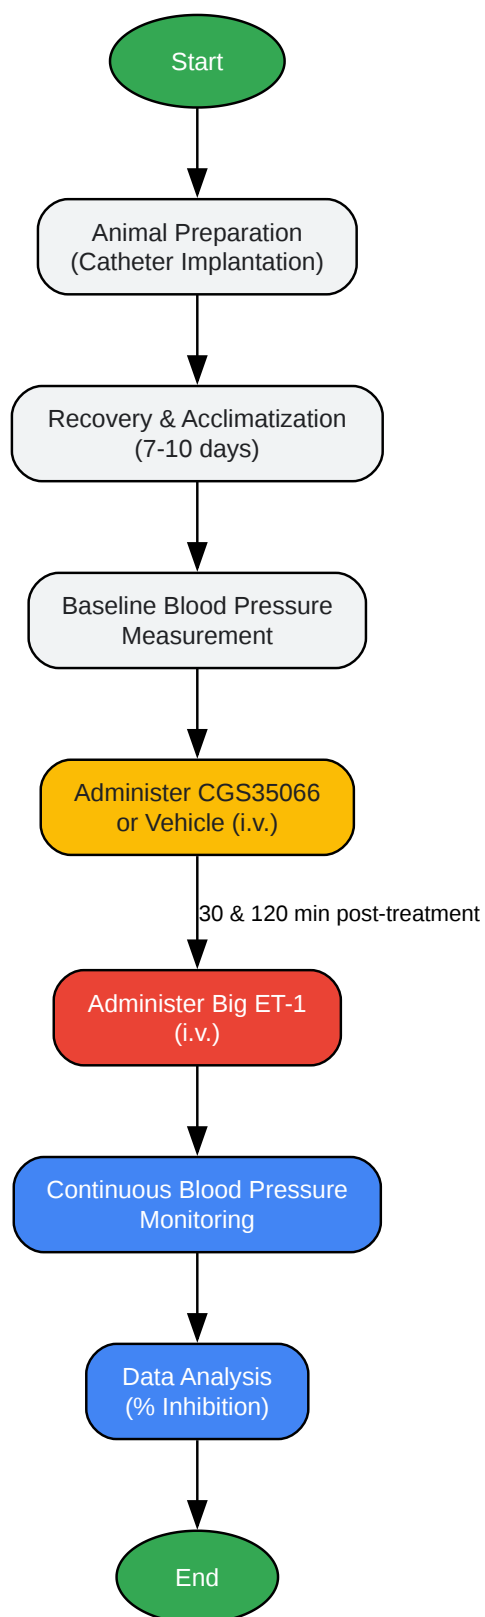 Start
Animal Preparation
(Catheter Implantation)
Recovery & Acclimatization
(7-10 days)
Baseline Blood Pressure
Measurement
Administer CGS35066
or Vehicle (i.v.)
30 & 120 min post-treatment
Administer Big ET-1
(i.v.)
Continuous Blood Pressure
Monitoring
Data Analysis
(% Inhibition)
End